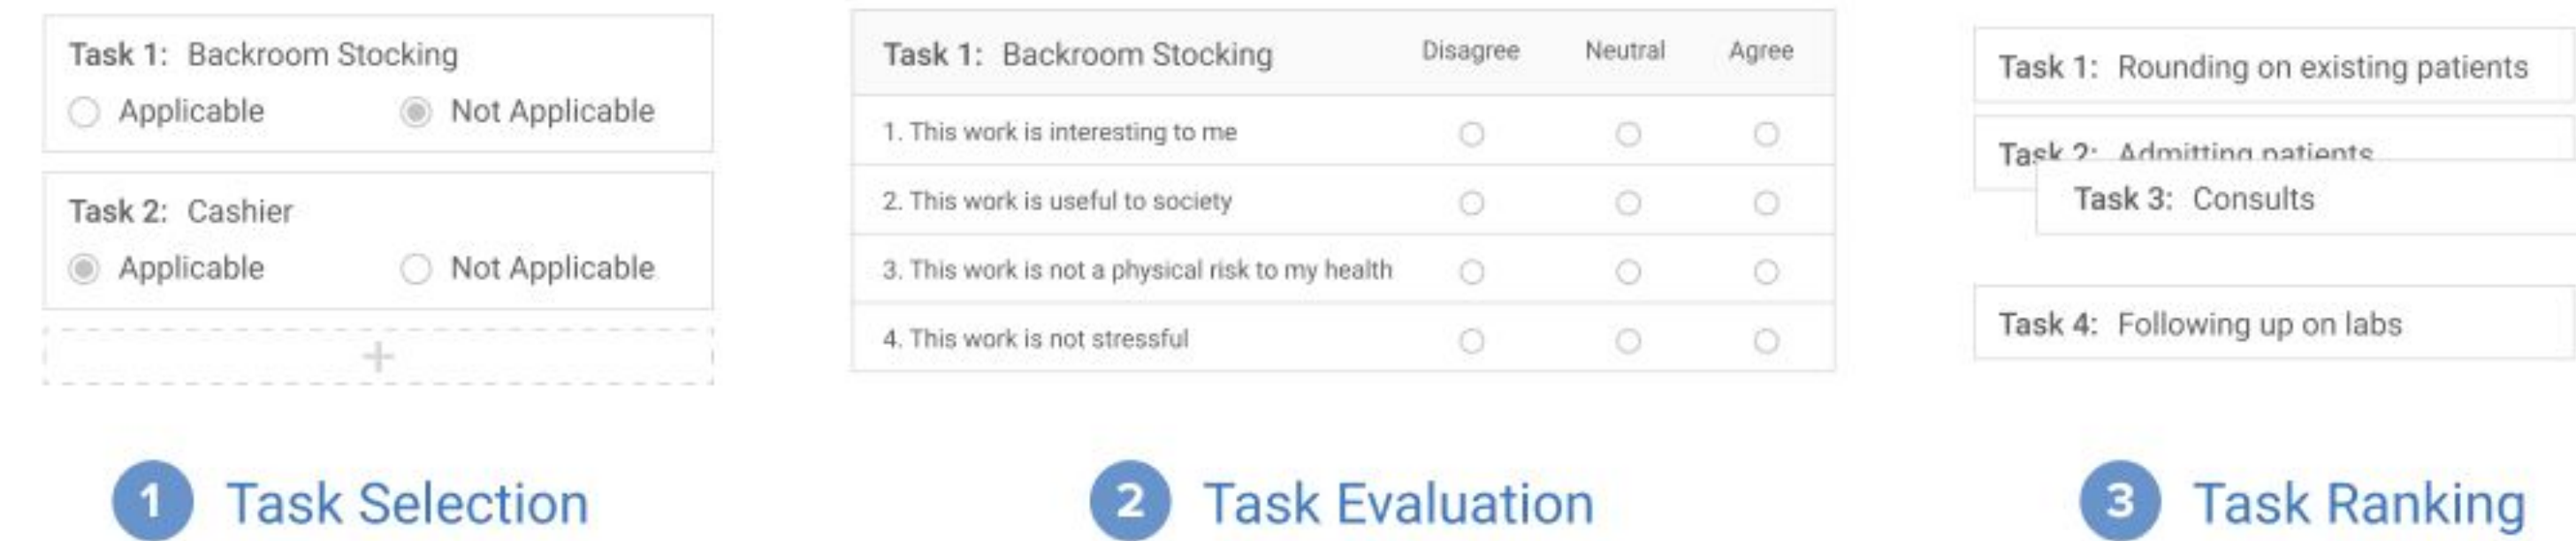 Task 1: Backroom Stocking
Applicable Not Applicable
Task 2: Cashier
Applicable Not Applicable
+
1 Task Selection
Task 1: Backroom Stocking Disagree Neutral Agree
1. This work is interesting to me
2. This work is useful to society
3. This work is not a physical risk to my health
4. This work is not stressful
2 Task Evaluation
Task 1: Rounding on existing patients
Task 2: Admitting patients
Task 3: Consults
Task 4: Following up on labs
3 Task Ranking